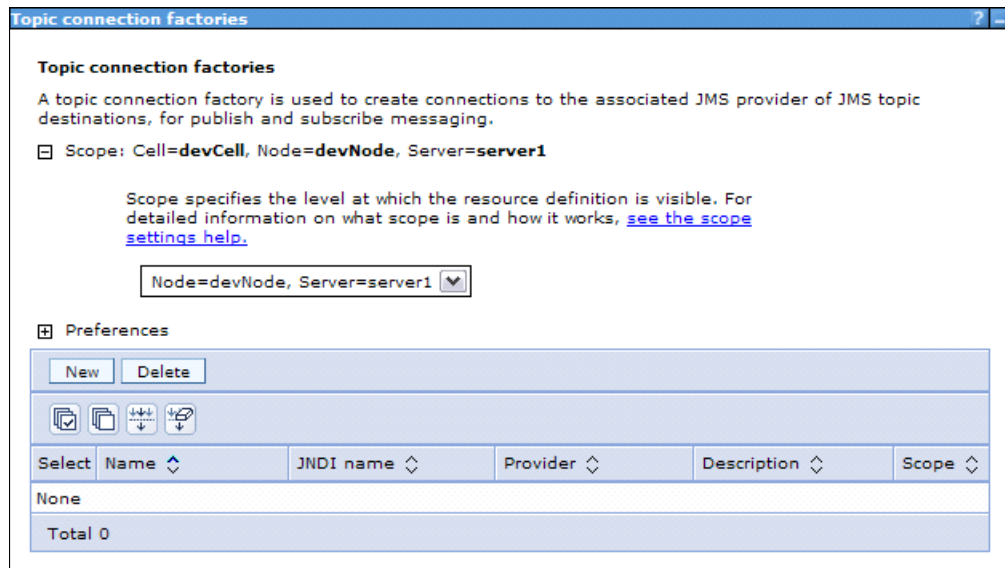 Topic connection factories ? -
Topic connection factories
A topic connection factory is used to create connections to the associated JMS provider of JMS topic
destinations, for publish and subscribe messaging.
Scope: Cell=devCell, Node=devNode, Server=server1
Scope specifies the level at which the resource definition is visible. For
detailed information on what scope is and how it works, see the scope
settings help.
Node=devNode, Server=server1
Preferences
New Delete
Select Name JNDI name Provider Description Scope
None
Total 0